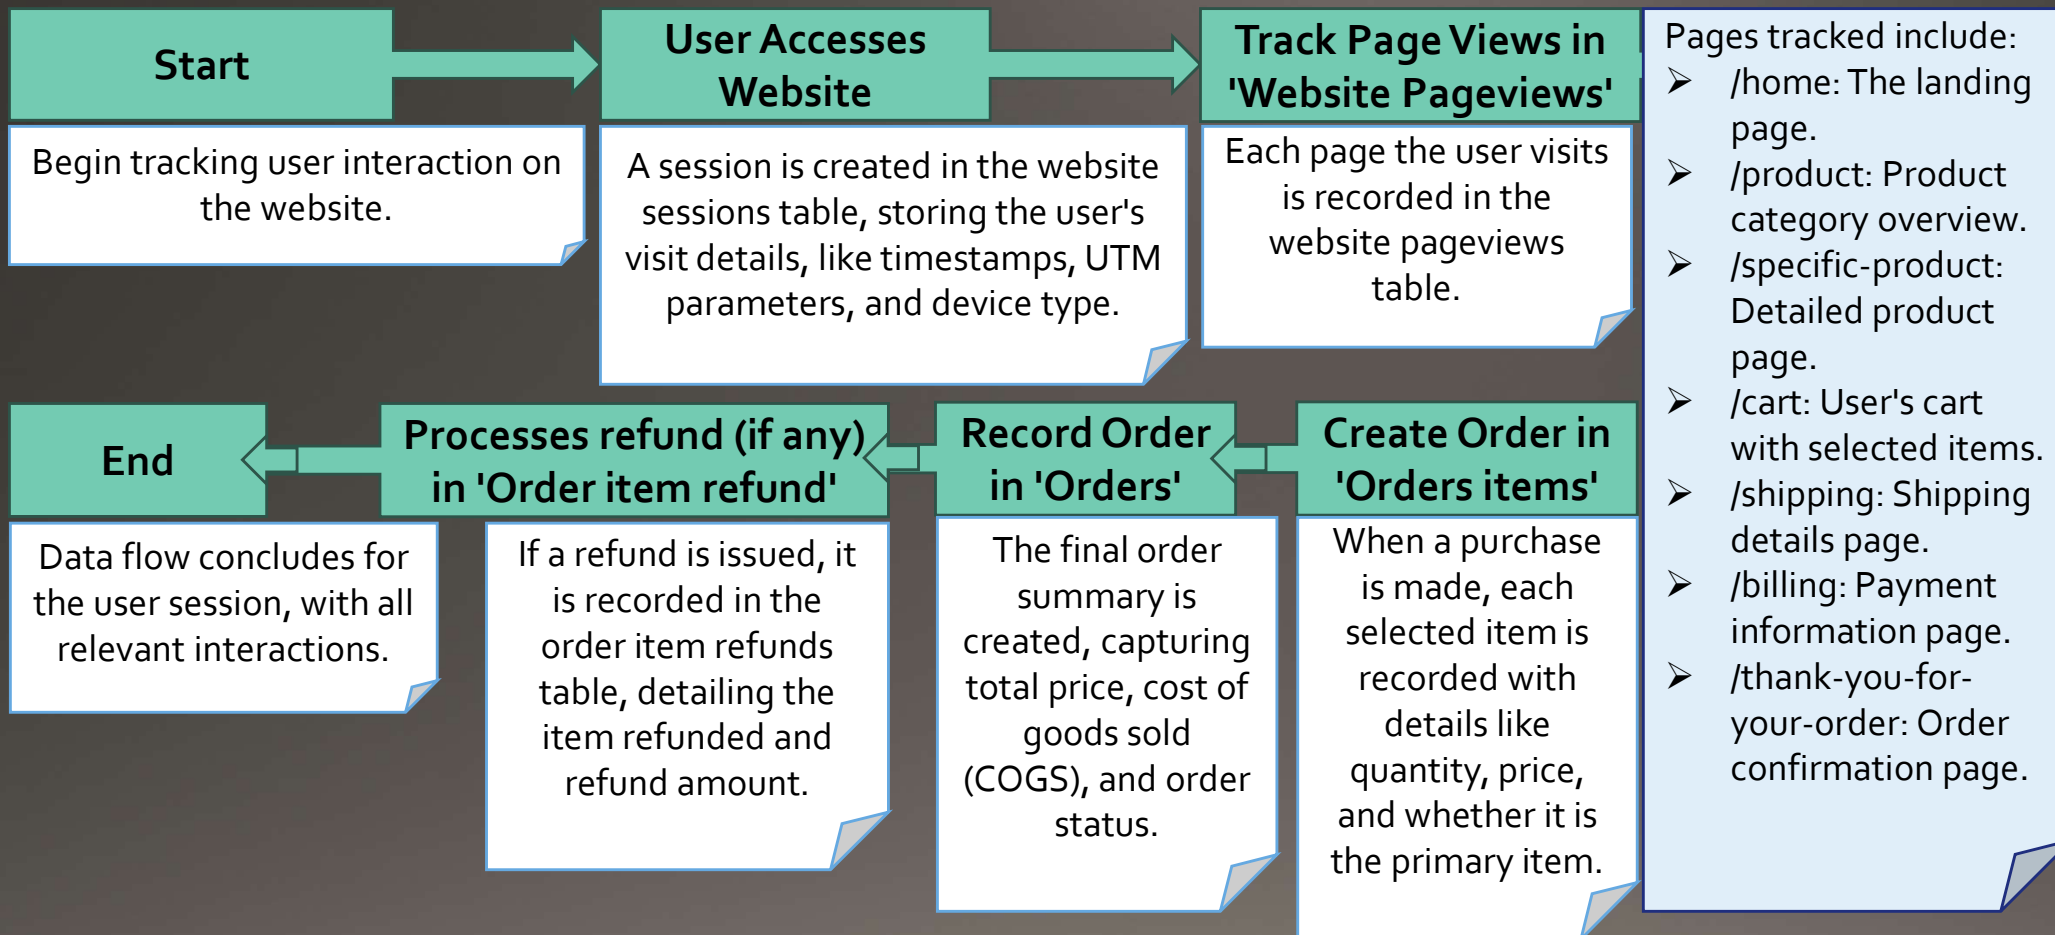 Start
Begin tracking user interaction on
the website.
User Accesses
Website
A session is created in the website
sessions table, storing the user's
visit details, like timestamps, UTM
parameters, and device type.
Track Page Views in
'Website Pageviews'
Each page the user visits
is recorded in the
website pageviews
table.
Pages tracked include:
➢ /home: The landing
page.
➢ /product: Product
category overview.
➢ /specific-product:
Detailed product
page.
➢ /cart: User's cart
with selected items.
➢ /shipping: Shipping
details page.
➢ /billing: Payment
information page.
➢ /thank-you-for-
your-order: Order
confirmation page.
Create Order in
'Orders items'
When a purchase
is made, each
selected item is
recorded with
details like
quantity, price,
and whether it is
the primary item.
Record Order
in 'Orders'
The final order
summary is
created, capturing
total price, cost of
goods sold
(COGS), and order
status.
Processes refund (if any)
in 'Order item refund'
If a refund is issued, it
is recorded in the
order item refunds
table, detailing the
item refunded and
refund amount.
End
Data flow concludes for
the user session, with all
relevant interactions.